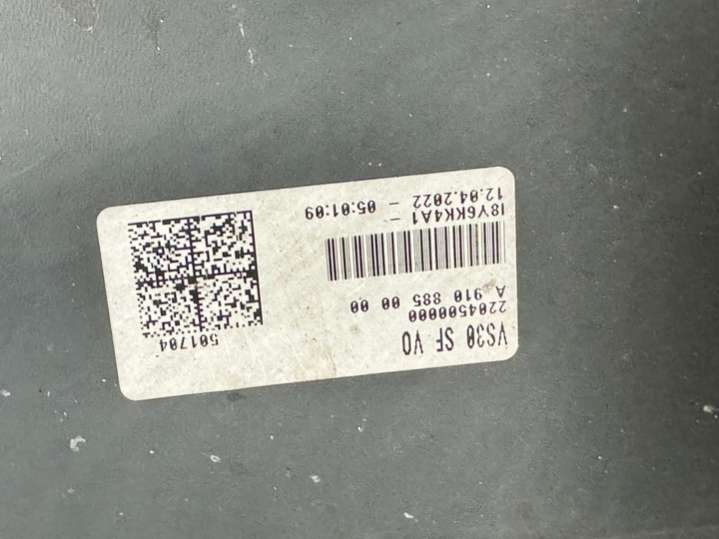 VS30 SF VO
2204500000
A 910 885 00 00
I8Y6KK4A1 -
12.04.2022 - 05:01:09
501704